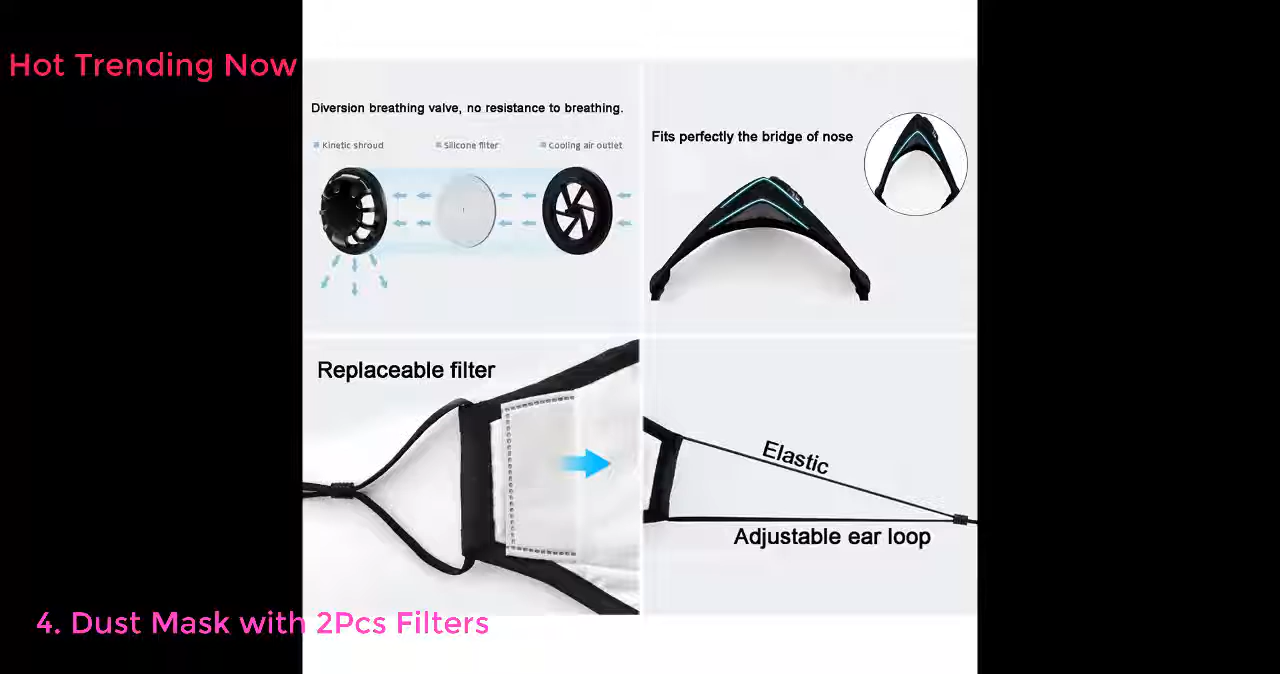 Hot Trending Now
Diversion breathing valve, no resistance to breathing.
Kinetic shroud
Silicone filter
Cooling air outlet
Fits perfectly the bridge of nose
Replaceable filter
Elastic
Adjustable ear loop
4. Dust Mask with 2Pcs Filters